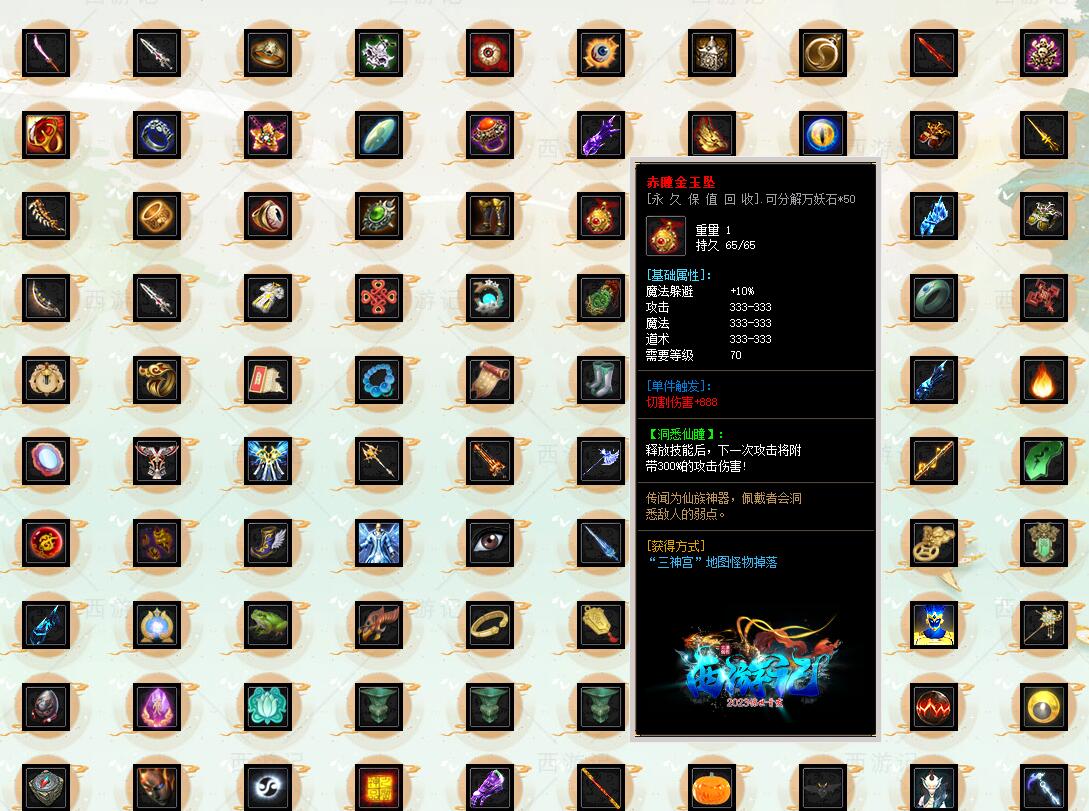 赤瞳金玉坠
[永 久 保 值 回 收].可分解万妖石*50
重量 1
持久 65/65
[基础属性]:
魔法躲避 +10%
攻击 333-333
魔法 333-333
道术 333-333
需要等级 70
[单件触发]:
切割伤害+888
【洞悉仙瞳】:
释放技能后，下一次攻击将附
带300%的攻击伤害!
传闻为仙族神器，佩戴者会洞
悉敌人的弱点。
[获得方式]
“三神宫”地图怪物掉落
西游记